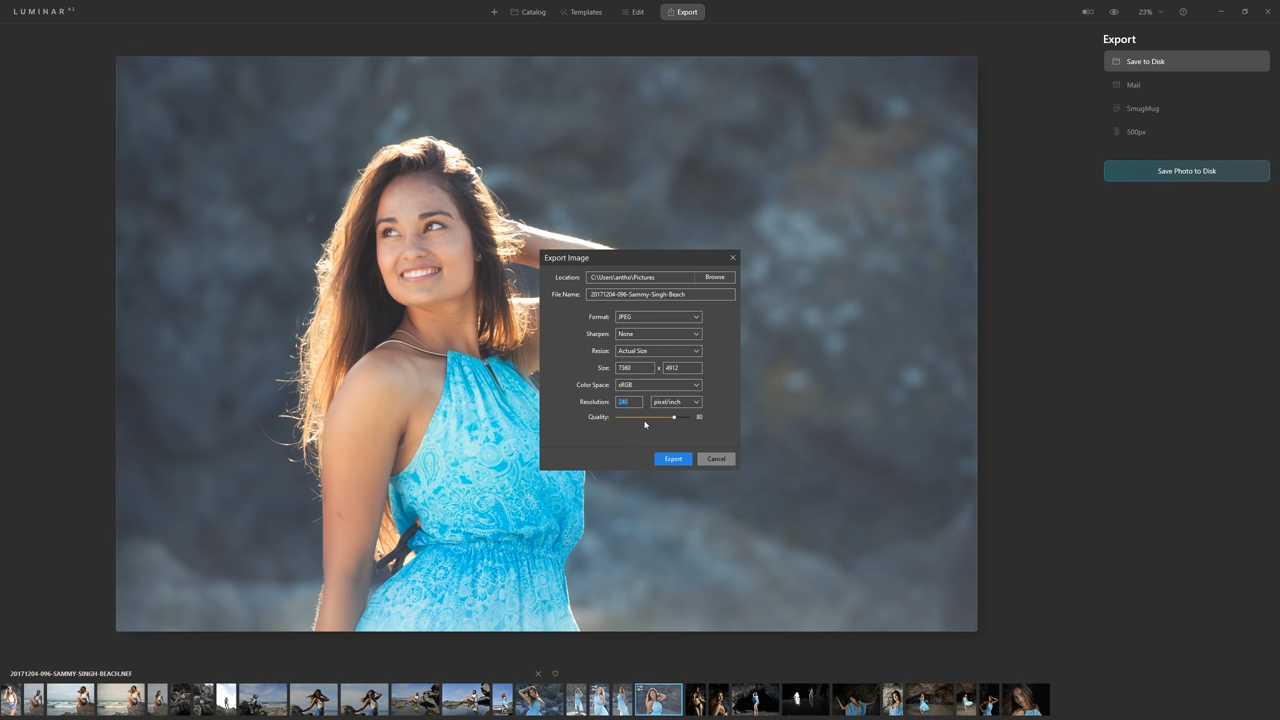 LUMINAR AI
Catalog
Templates
Edit
Export
23%
Export
Save to Disk
Mail
SmugMug
500px
Save Photo to Disk
Export Image
Location: C:\Users\antho\Pictures Browse
File Name: 20171204-096-Sammy-Singh-Beach
Format: JPEG
Sharpen: None
Resize: Actual Size
Size: 7360 x 4912
Color Space: sRGB
Resolution: 240 pixel/inch
Quality: 80
Export Cancel
20171204-096-SAMMY-SINGH-BEACH.NEF